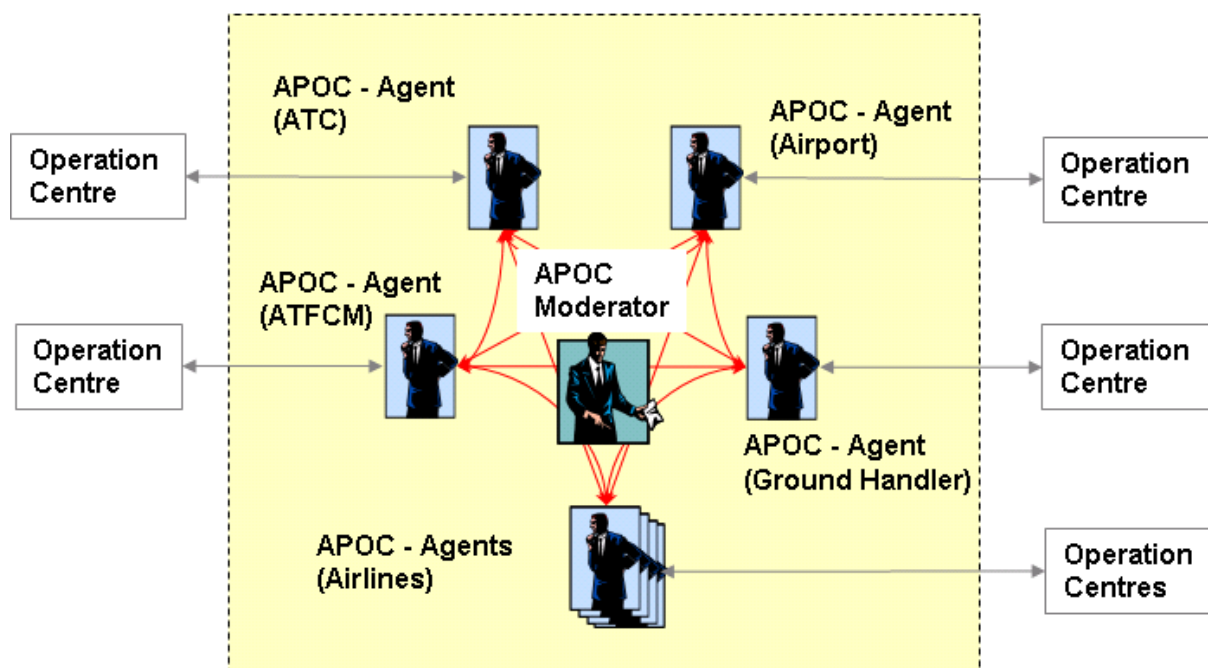 APOC - Agent
(ATC)
APOC - Agent
(Airport)
Operation
Centre
Operation
Centre
APOC
Moderator
APOC - Agent
(ATFCM)
Operation
Centre
Operation
Centre
APOC - Agent
(Ground Handler)
APOC - Agents
(Airlines)
Operation
Centres